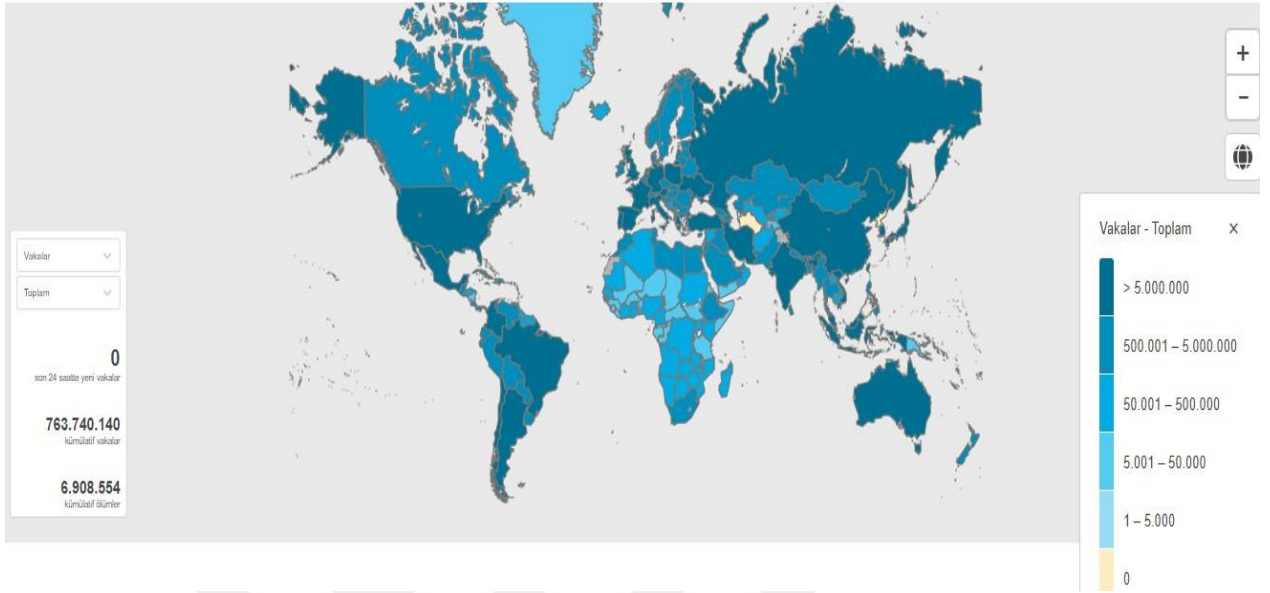 Vakalar
Toplam
0
son 24 saatte yeni vakalar
763.740.140
kümülatif vakalar
6.908.554
kümülatif ölümler
+
−
Vakalar - Toplam X
> 5.000.000
500.001 – 5.000.000
50.001 – 500.000
5.001 – 50.000
1 – 5.000
0